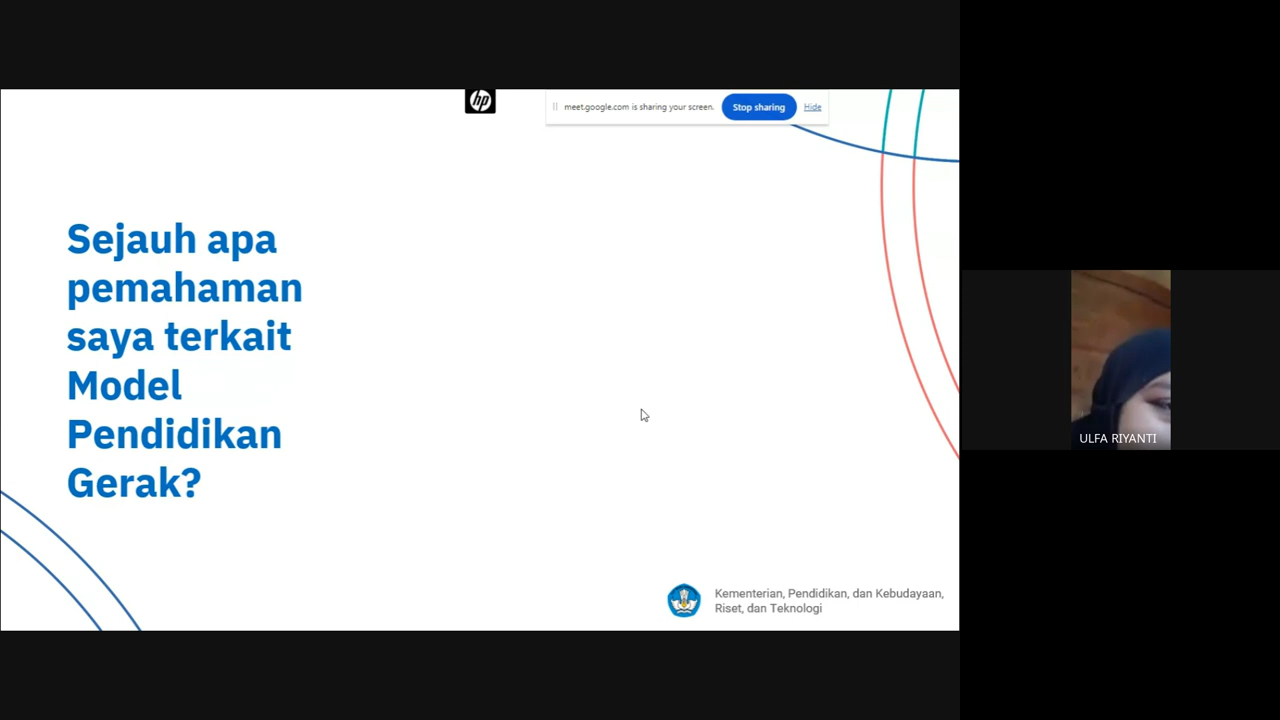 hp
meet.google.com is sharing your screen.
Stop sharing
Hide
Sejauh apa
pemahaman
saya terkait
Model
Pendidikan
Gerak?
ULFA RIYANTI
Kementerian, Pendidikan, dan Kebudayaan,
Riset, dan Teknologi